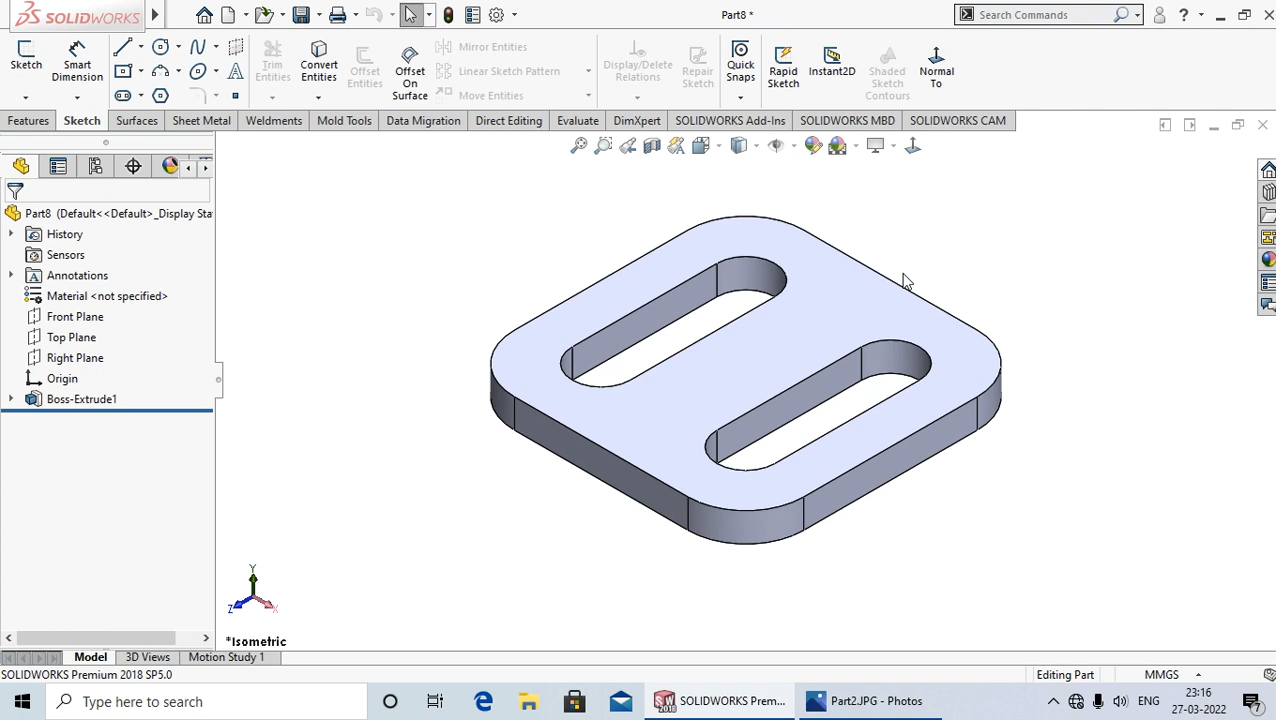 SOLIDWORKS
Part8 *
Search Commands
Sketch
Smart Dimension
Trim Entities
Convert Entities
Offset Entities
Offset On Surface
Mirror Entities
Linear Sketch Pattern
Move Entities
Display/Delete Relations
Repair Sketch
Quick Snaps
Rapid Sketch
Instant2D
Shaded Sketch Contours
Normal To
Features
Sketch
Surfaces
Sheet Metal
Weldments
Mold Tools
Data Migration
Direct Editing
Evaluate
DimXpert
SOLIDWORKS Add-Ins
SOLIDWORKS MBD
SOLIDWORKS CAM
Part8 (Default<<Default>_Display Sta
History
Sensors
Annotations
Material <not specified>
Front Plane
Top Plane
Right Plane
Origin
Boss-Extrude1
Y
Z
X
*Isometric
Model
3D Views
Motion Study 1
SOLIDWORKS Premium 2018 SP5.0
Editing Part
MMGS
Type here to search
SOLIDWORKS Prem...
Part2.JPG - Photos
ENG
23:16
27-03-2022
7